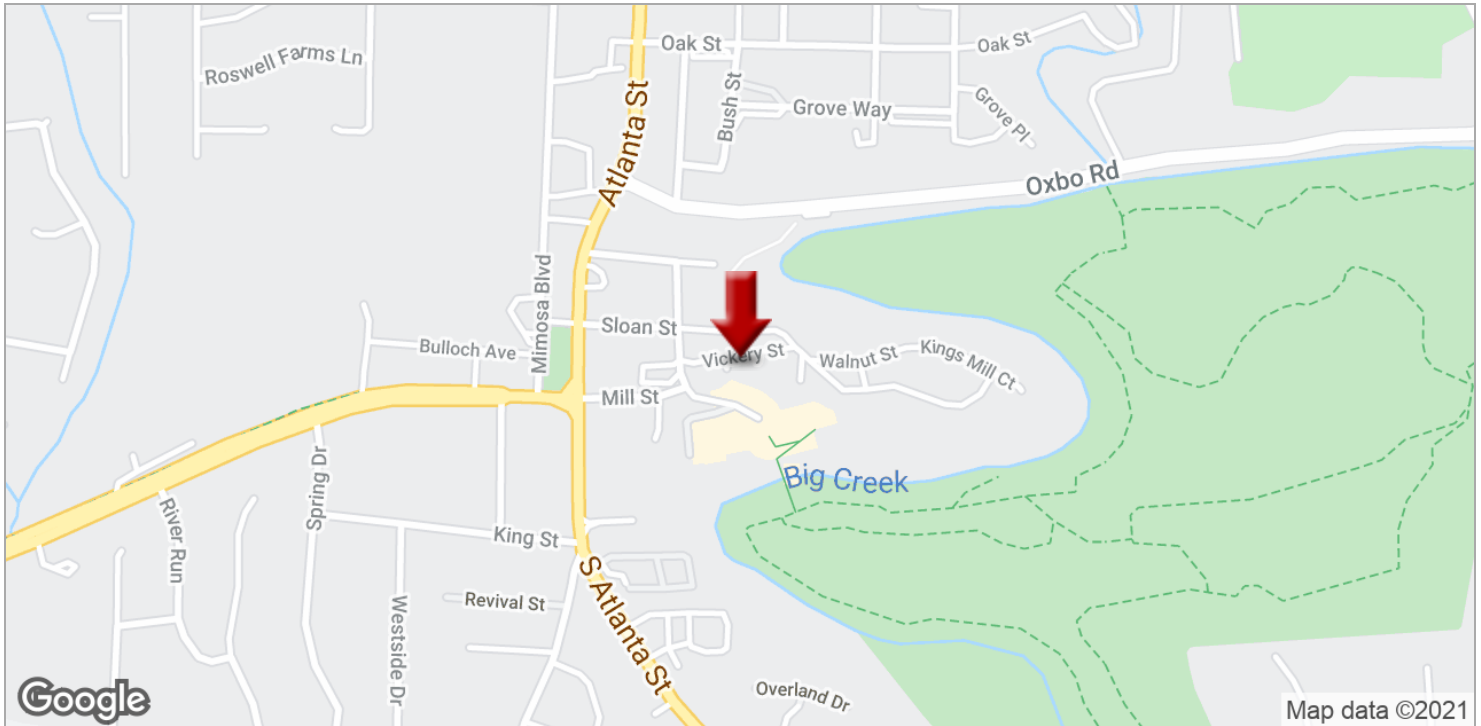 Oak St
Oak St
Roswell Farms Ln
Atlanta St
Bush St
Grove Way
Grove Pl
Oxbo Rd
Mimosa Blvd
Sloan St
Bulloch Ave
Vickery St
Walnut St
Kings Mill Ct
Mill St
Big Creek
Spring Dr
River Run
King St
S Atlanta St
Revival St
Westside Dr
Overland Dr
Google
Map data ©2021